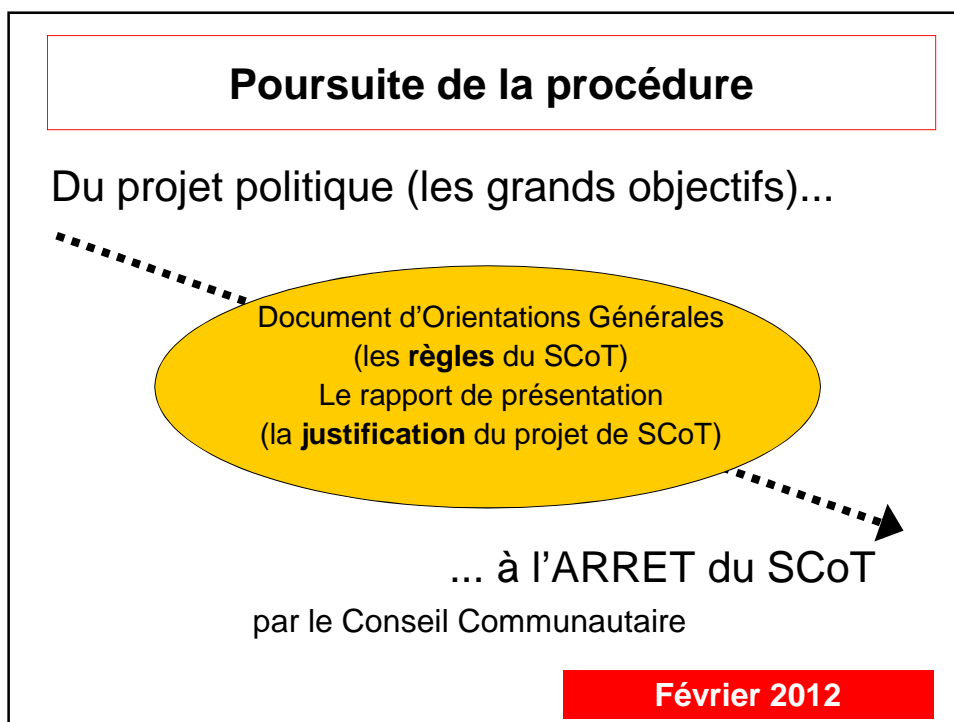 Poursuite de la procédure
Du projet politique (les grands objectifs)...
Document d’Orientations Générales
(les règles du SCoT)
Le rapport de présentation
(la justification du projet de SCoT)
... à l’ARRET du SCoT
par le Conseil Communautaire
Février 2012